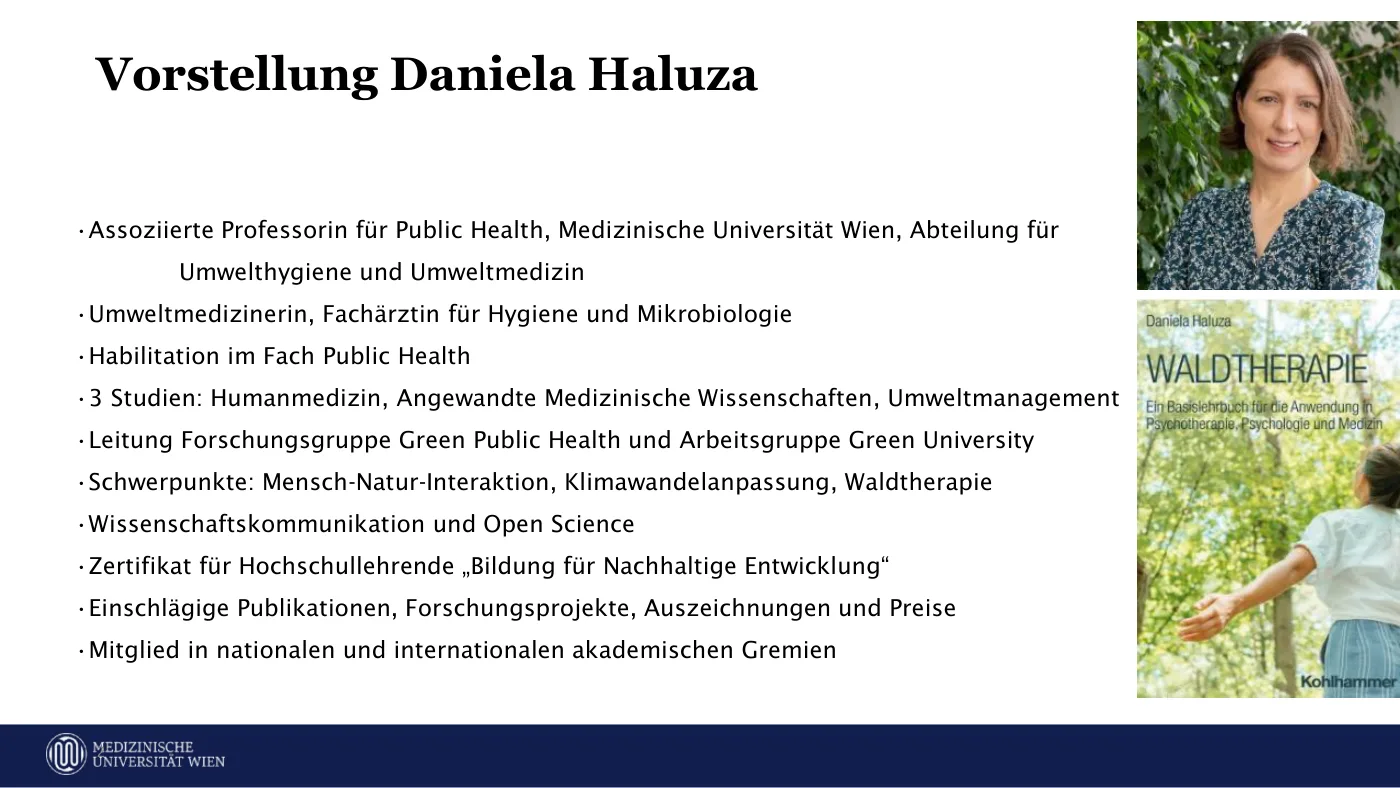 Vorstellung Daniela Haluza
·Assoziierte Professorin für Public Health, Medizinische Universität Wien, Abteilung für
Umwelthygiene und Umweltmedizin
·Umweltmedizinerin, Fachärztin für Hygiene und Mikrobiologie
·Habilitation im Fach Public Health
·3 Studien: Humanmedizin, Angewandte Medizinische Wissenschaften, Umweltmanagement
·Leitung Forschungsgruppe Green Public Health und Arbeitsgruppe Green University
·Schwerpunkte: Mensch-Natur-Interaktion, Klimawandelanpassung, Waldtherapie
·Wissenschaftskommunikation und Open Science
·Zertifikat für Hochschullehrende „Bildung für Nachhaltige Entwicklung“
·Einschlägige Publikationen, Forschungsprojekte, Auszeichnungen und Preise
·Mitglied in nationalen und internationalen akademischen Gremien
Daniela Haluza
WALDTHERAPIE
Ein Basislehrbuch für die Anwendung in
Psychotherapie, Psychologie und Medizin
Kohlhammer
MEDIZINISCHE
UNIVERSITÄT WIEN